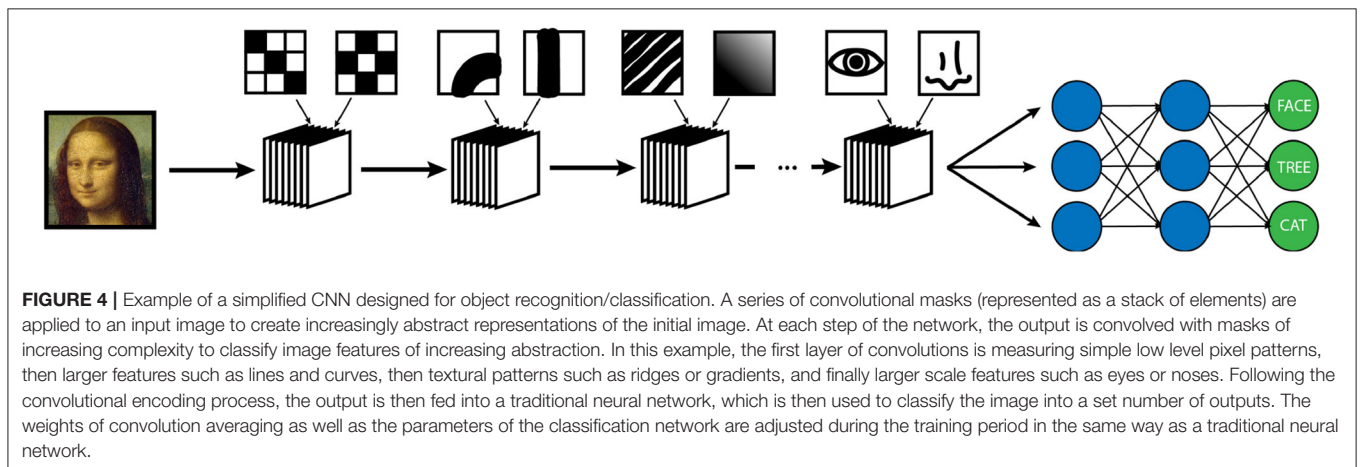 FACE
TREE
CAT
...
FIGURE 4 | Example of a simplified CNN designed for object recognition/classification. A series of convolutional masks (represented as a stack of elements) are
applied to an input image to create increasingly abstract representations of the initial image. At each step of the network, the output is convolved with masks of
increasing complexity to classify image features of increasing abstraction. In this example, the first layer of convolutions is measuring simple low level pixel patterns,
then larger features such as lines and curves, then textural patterns such as ridges or gradients, and finally larger scale features such as eyes or noses. Following the
convolutional encoding process, the output is then fed into a traditional neural network, which is then used to classify the image into a set number of outputs. The
weights of convolution averaging as well as the parameters of the classification network are adjusted during the training period in the same way as a traditional neural
network.